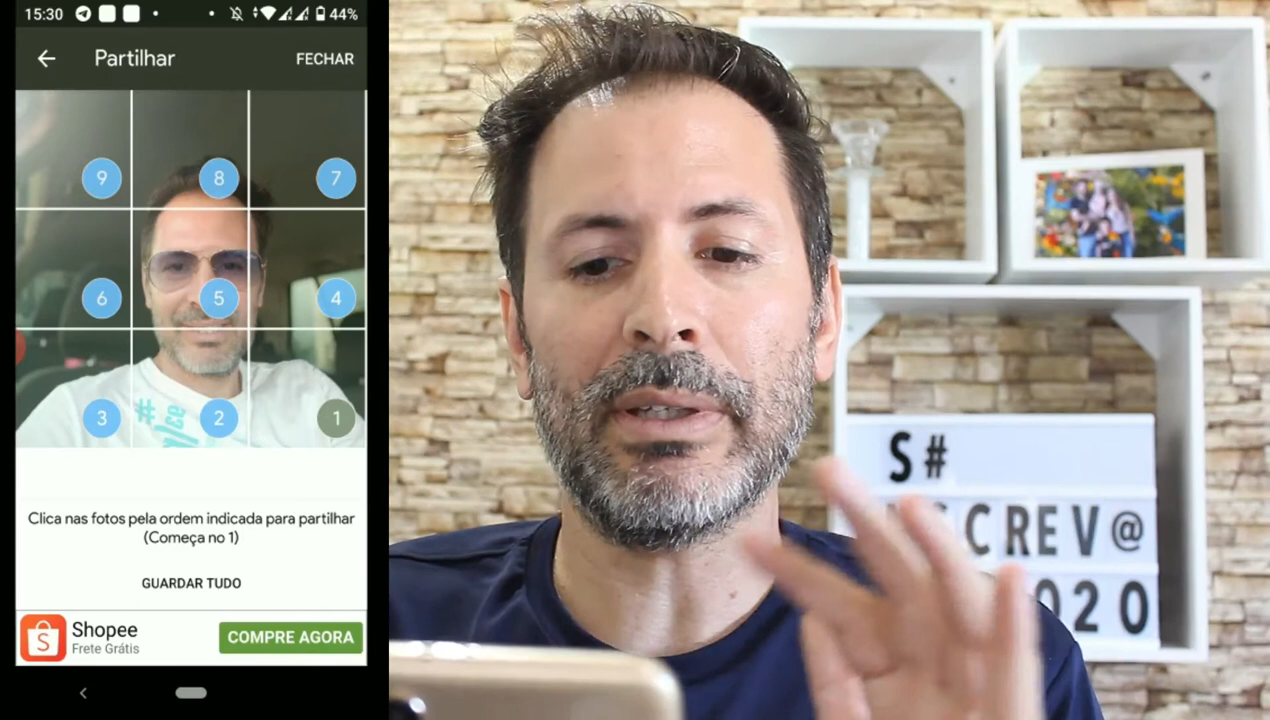 15:30
44%
Partilhar
FECHAR
9
8
7
6
5
4
3
2
1
#
Clica nas fotos pela ordem indicada para partilhar
(Começa no 1)
GUARDAR TUDO
S
Shopee
Frete Grátis
COMPRE AGORA
S#
SCREV@
020